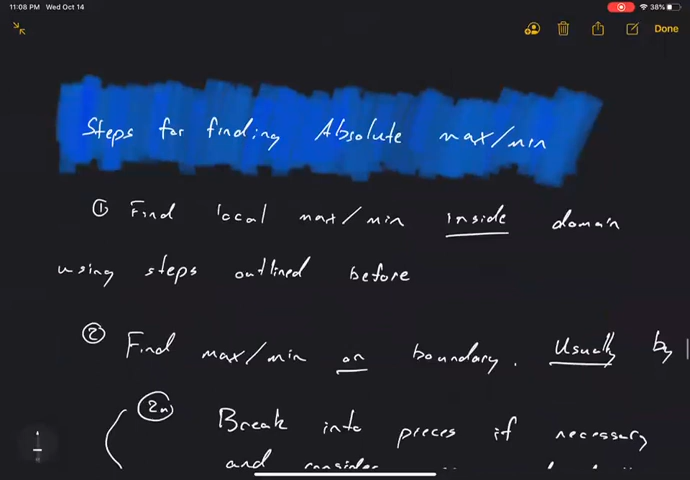 11:08 PM Wed Oct 14
38%
Done
Steps for finding Absolute max/min
① Find local max/min inside domain
using steps outlined before
② Find max/min on boundary. Usually by
Break into pieces if necessary
and consider